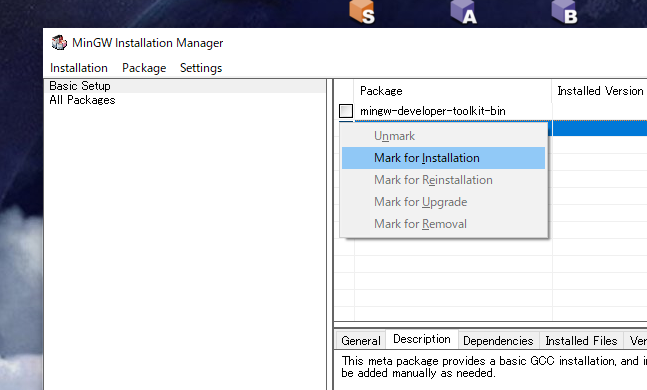 S
A
B
MinGW Installation Manager
Installation Package Settings
Basic Setup
All Packages
Package Installed Version
mingw-developer-toolkit-bin
Unmark
Mark for Installation
Mark for Reinstallation
Mark for Upgrade
Mark for Removal
General Description Dependencies Installed Files
This meta package provides a basic GCC installation, and
be added manually as needed.